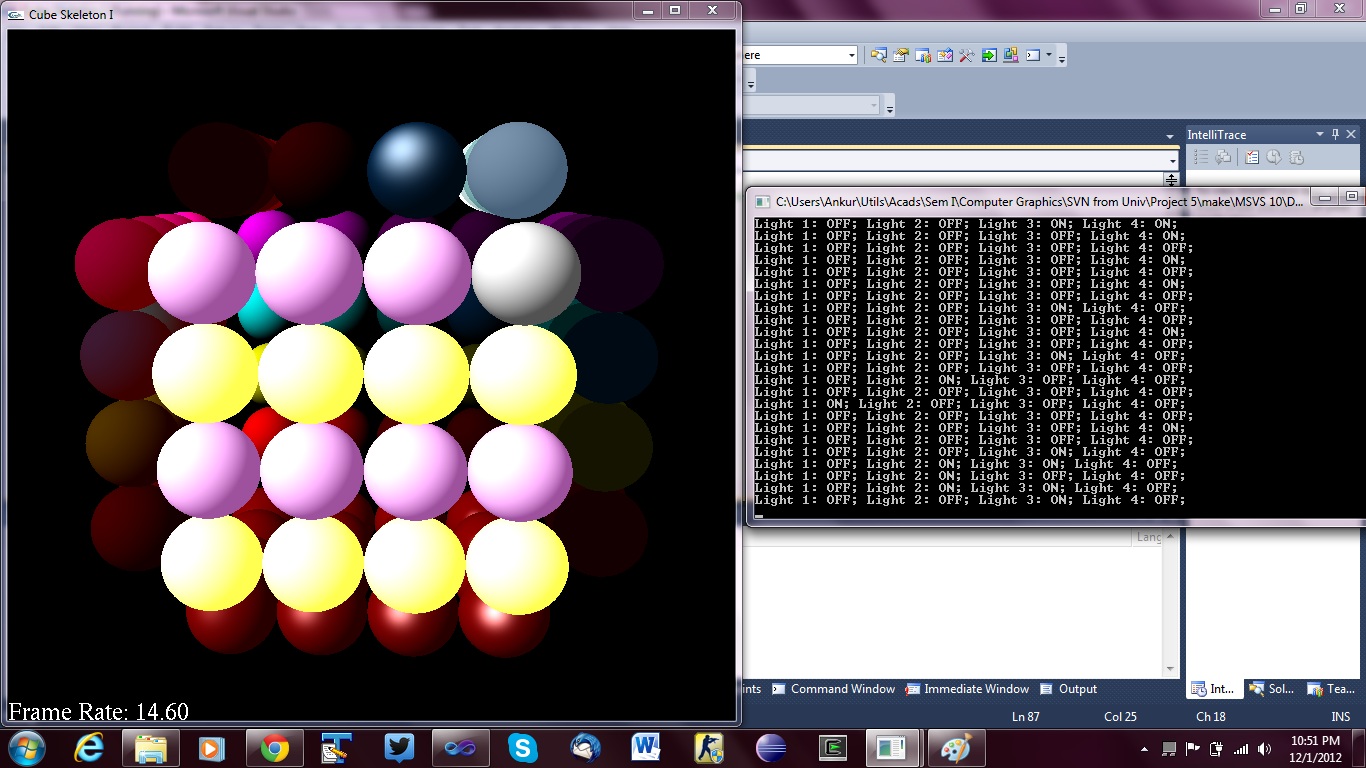 Cube Skeleton I
Frame Rate: 14.60
ere
IntelliTrace
C:\Users\Ankur\Utils\Acads\Sem I\Computer Graphics\SVN from Univ\Project 5\make\MSVS 10\D...
Light 1: OFF; Light 2: OFF; Light 3: ON; Light 4: ON;
Light 1: OFF; Light 2: OFF; Light 3: OFF; Light 4: ON;
Light 1: OFF; Light 2: OFF; Light 3: OFF; Light 4: OFF;
Light 1: OFF; Light 2: OFF; Light 3: OFF; Light 4: ON;
Light 1: OFF; Light 2: OFF; Light 3: OFF; Light 4: OFF;
Light 1: OFF; Light 2: OFF; Light 3: OFF; Light 4: ON;
Light 1: OFF; Light 2: OFF; Light 3: OFF; Light 4: OFF;
Light 1: OFF; Light 2: OFF; Light 3: ON; Light 4: OFF;
Light 1: OFF; Light 2: OFF; Light 3: OFF; Light 4: OFF;
Light 1: OFF; Light 2: OFF; Light 3: OFF; Light 4: ON;
Light 1: OFF; Light 2: OFF; Light 3: OFF; Light 4: OFF;
Light 1: OFF; Light 2: OFF; Light 3: ON; Light 4: OFF;
Light 1: OFF; Light 2: OFF; Light 3: OFF; Light 4: OFF;
Light 1: OFF; Light 2: ON; Light 3: OFF; Light 4: OFF;
Light 1: OFF; Light 2: OFF; Light 3: OFF; Light 4: OFF;
Light 1: ON; Light 2: OFF; Light 3: OFF; Light 4: OFF;
Light 1: OFF; Light 2: OFF; Light 3: OFF; Light 4: OFF;
Light 1: OFF; Light 2: OFF; Light 3: OFF; Light 4: ON;
Light 1: OFF; Light 2: OFF; Light 3: OFF; Light 4: OFF;
Light 1: OFF; Light 2: OFF; Light 3: ON; Light 4: OFF;
Light 1: OFF; Light 2: ON; Light 3: ON; Light 4: OFF;
Light 1: OFF; Light 2: ON; Light 3: OFF; Light 4: OFF;
Light 1: OFF; Light 2: ON; Light 3: ON; Light 4: OFF;
Light 1: OFF; Light 2: OFF; Light 3: ON; Light 4: OFF;
Lang
ints Command Window Immediate Window Output
Int... Sol... Tea...
Ln 87 Col 25 Ch 18 INS
10:51 PM
12/1/2012